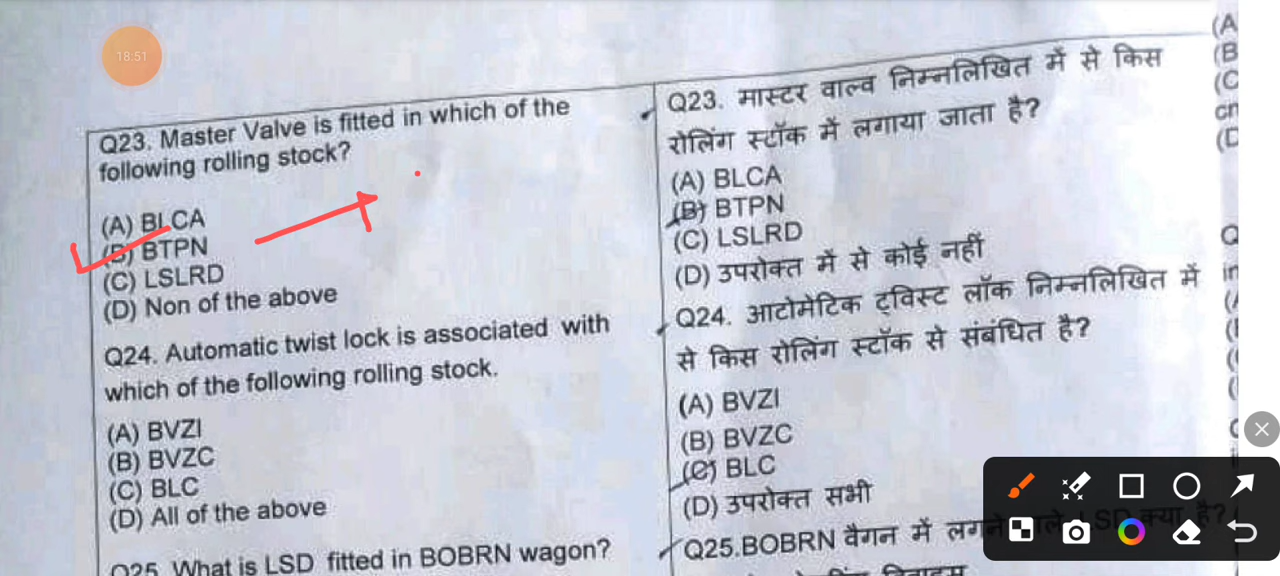 18:51
Q23. Master Valve is fitted in which of the
following rolling stock?
(A) BLCA
(B) BTPN
(C) LSLRD
(D) Non of the above
Q24. Automatic twist lock is associated with
which of the following rolling stock.
(A) BVZI
(B) BVZC
(C) BLC
(D) All of the above
Q25. What is LSD fitted in BOBRN wagon?
Q23. मास्टर वाल्व निम्नलिखित में से किस
रोलिंग स्टॉक में लगाया जाता है?
(A) BLCA
(B) BTPN
(C) LSLRD
(D) उपरोक्त में से कोई नहीं
Q24. आटोमेटिक ट्विस्ट लॉक निम्नलिखित में
से किस रोलिंग स्टॉक से संबंधित है?
(A) BVZI
(B) BVZC
(C) BLC
(D) उपरोक्त सभी
Q25.BOBRN वैगन में लगने वाले LSD क्या है?
(A
(B
(C